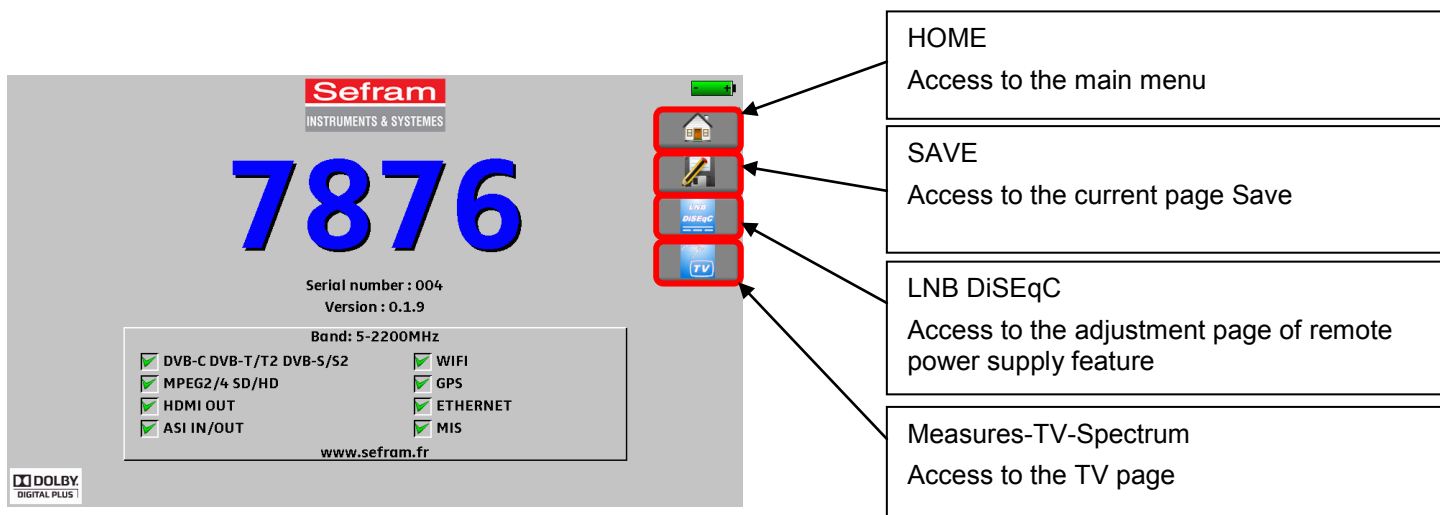 Sefram
INSTRUMENTS & SYSTEMES
7876
Serial number : 004
Version : 0.1.9
Band: 5-2200MHz
DVB-C DVB-T/T2 DVB-S/S2
WIFI
MPEG2/4 SD/HD
GPS
HDMI OUT
ETHERNET
ASI IN/OUT
MIS
www.sefram.fr
DOLBY.
DIGITAL PLUS
- +
LNB
DiSEqC
TV
HOME
Access to the main menu
SAVE
Access to the current page Save
LNB DiSEqC
Access to the adjustment page of remote
power supply feature
Measures-TV-Spectrum
Access to the TV page